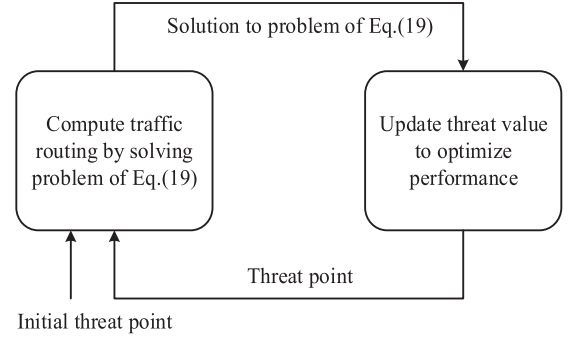 Solution to problem of Eq.(19)
Compute traffic
routing by solving
problem of Eq.(19)
Update threat value
to optimize
performance
Threat point
Initial threat point